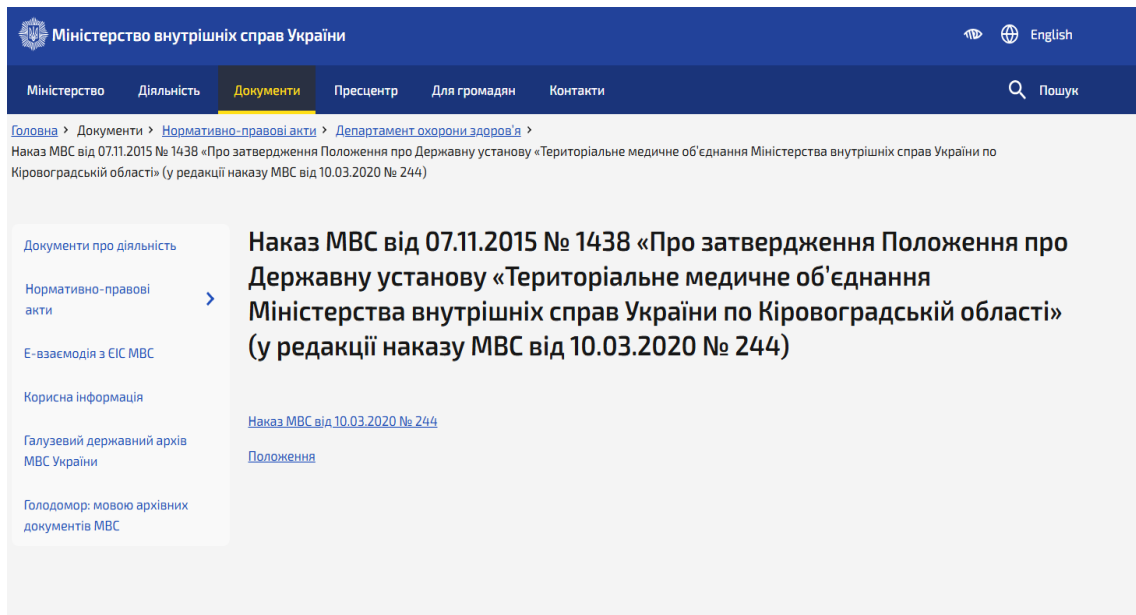 Міністерство внутрішніх справ України
English
Міністерство Діяльність Документи Пресцентр Для громадян Контакти Пошук
Головна > Документи > Нормативно-правові акти > Департамент охорони здоров'я >
Наказ МВС від 07.11.2015 № 1438 «Про затвердження Положення про Державну установу «Територіальне медичне об’єднання Міністерства внутрішніх справ України по
Кіровоградській області» (у редакції наказу МВС від 10.03.2020 № 244)
Документи про діяльність
Нормативно-правові
акти
Е-взаємодія з ЄІС МВС
Корисна інформація
Галузевий державний архів
МВС України
Голодомор: мовою архівних
документів МВС
Наказ МВС від 07.11.2015 № 1438 «Про затвердження Положення про
Державну установу «Територіальне медичне об’єднання
Міністерства внутрішніх справ України по Кіровоградській області»
(у редакції наказу МВС від 10.03.2020 № 244)
Наказ МВС від 10.03.2020 № 244
Положення